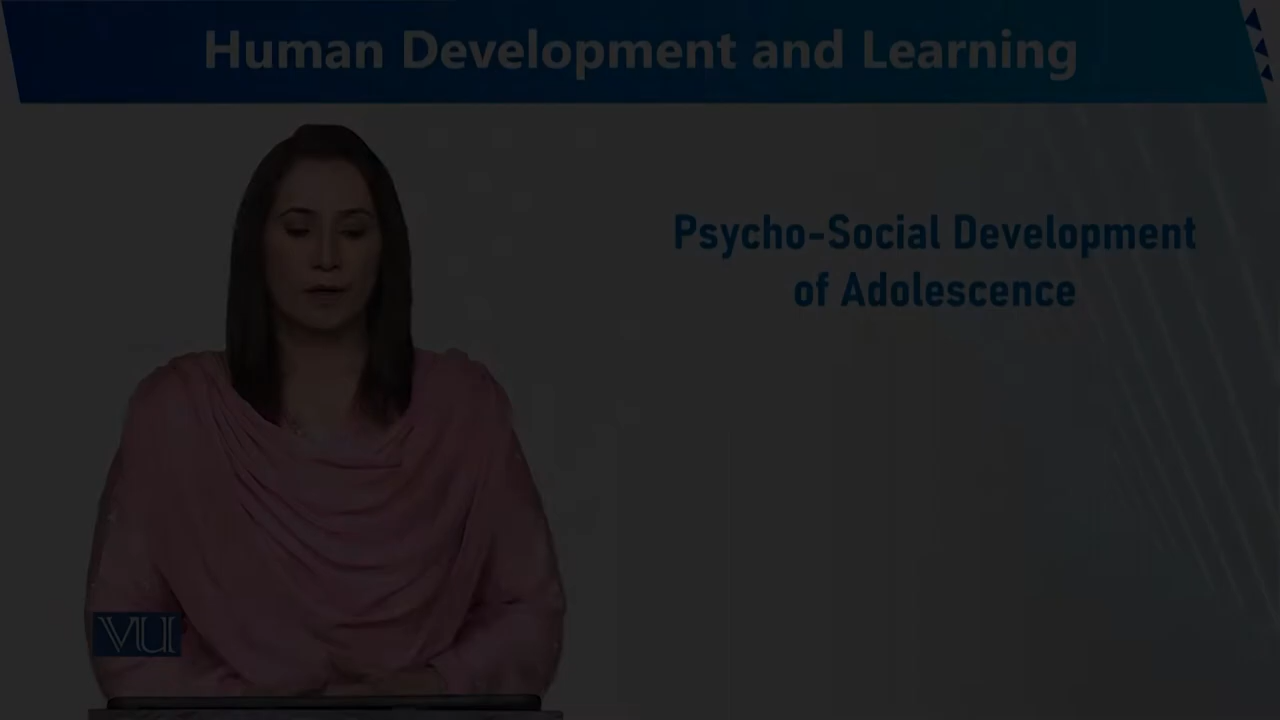 Human Development and Learning
Psycho-Social Development
of Adolescence
VU